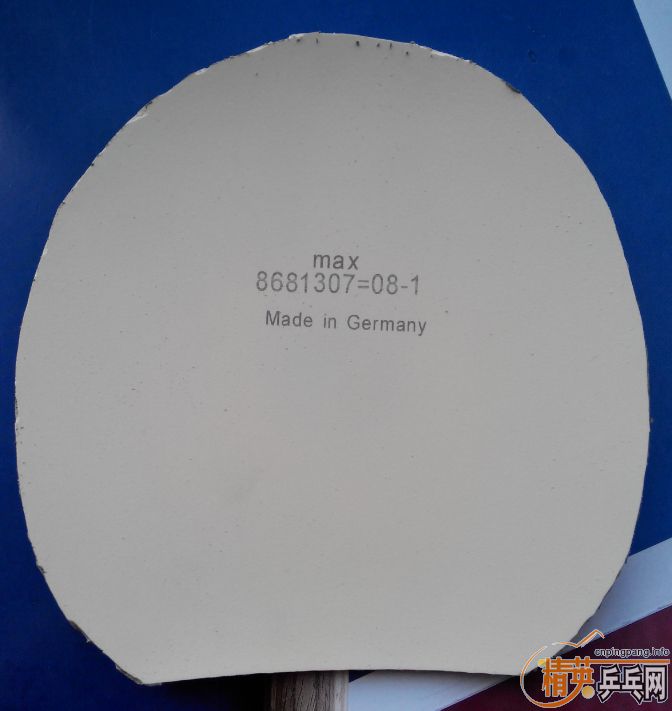 max
8681307=08-1
Made in Germany
cnpingpang.info
精英乒乓网